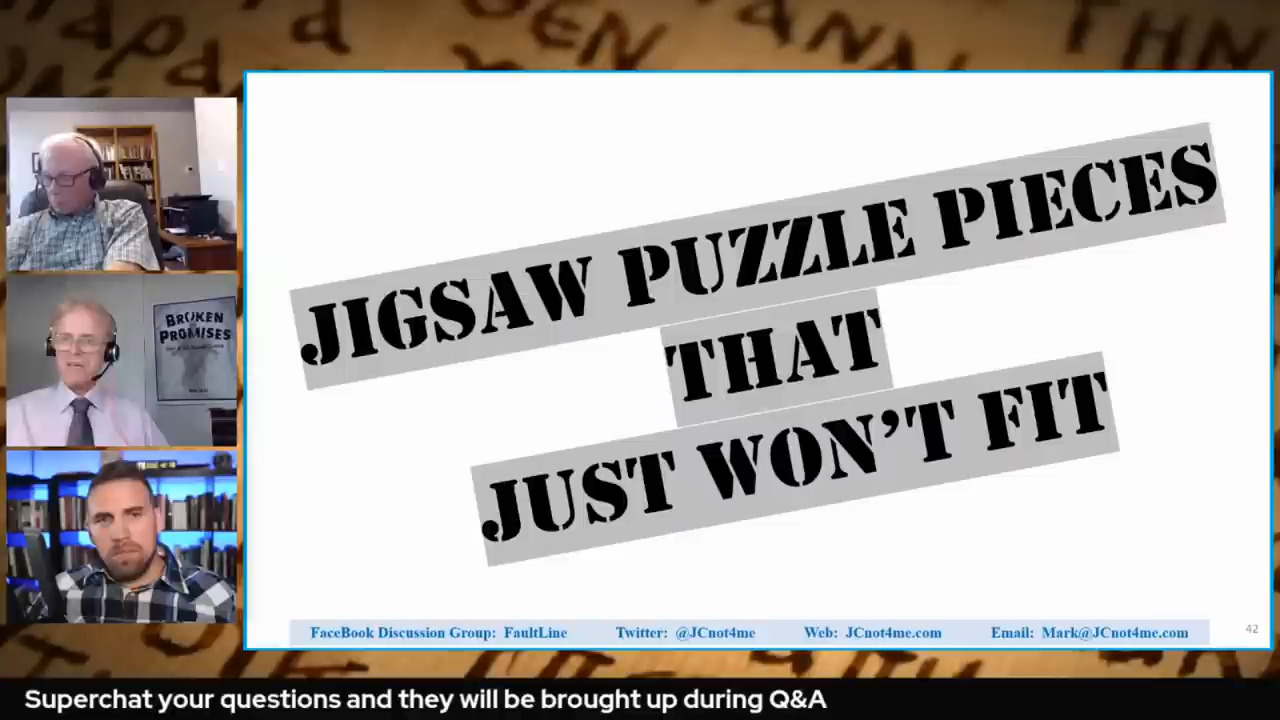 JIGSAW PUZZLE PIECES
THAT
JUST WON'T FIT
FaceBook Discussion Group: FaultLine Twitter: @JCnot4me Web: JCnot4me.com Email: Mark@JCnot4me.com
42
BROKEN
PROMISES
Superchat your questions and they will be brought up during Q&A